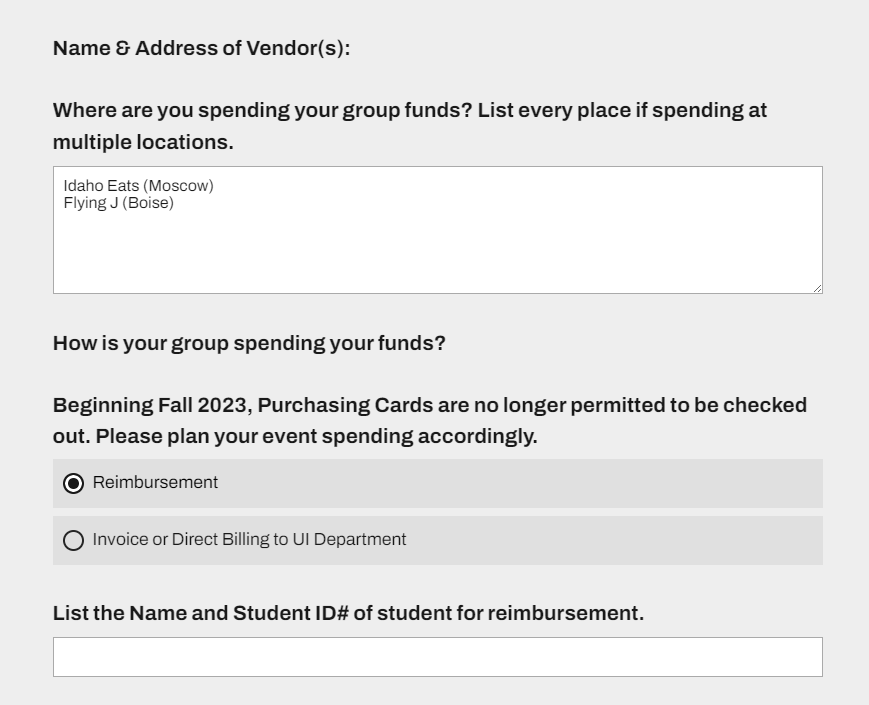 Name & Address of Vendor(s):
Where are you spending your group funds? List every place if spending at
multiple locations.
Idaho Eats (Moscow)
Flying J (Boise)
How is your group spending your funds?
Beginning Fall 2023, Purchasing Cards are no longer permitted to be checked
out. Please plan your event spending accordingly.
Reimbursement
Invoice or Direct Billing to UI Department
List the Name and Student ID# of student for reimbursement.